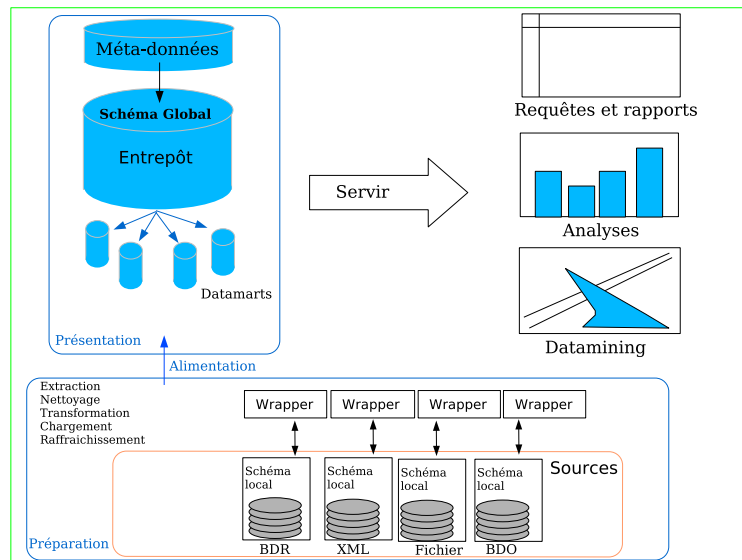 Méta-données
Schéma Global
Entrepôt
Datamarts
Présentation
Servir
Requêtes et rapports
Analyses
Datamining
Alimentation
Extraction
Nettoyage
Transformation
Chargement
Raffraichissement
Wrapper
Wrapper
Wrapper
Wrapper
Sources
Schéma
local
Schéma
local
Schéma
local
Schéma
local
BDR
XML
Fichier
BDO
Préparation